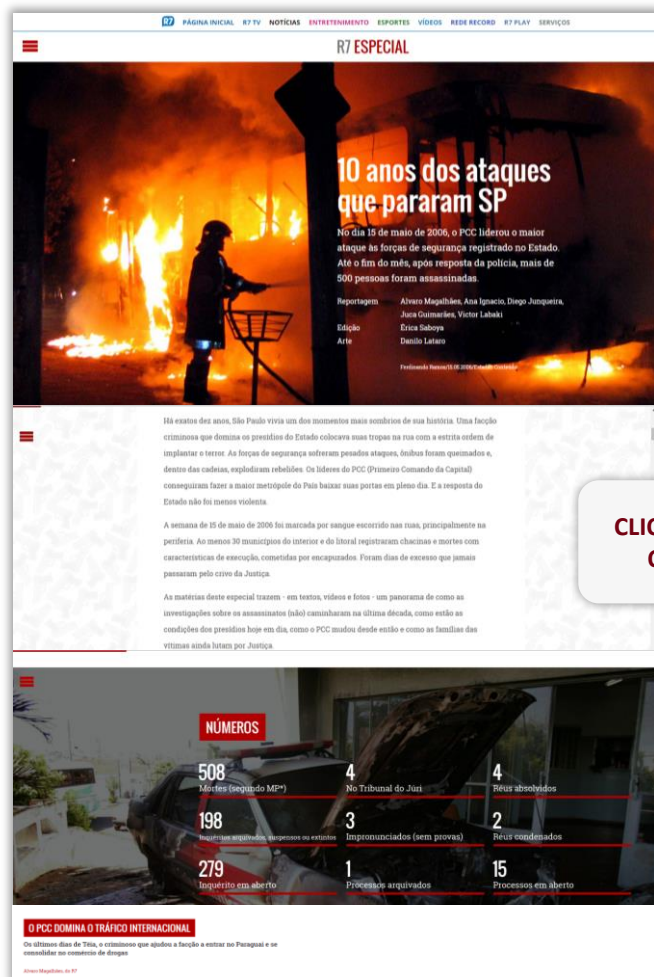 R7 PÁGINA INICIAL R7 TV NOTÍCIAS ENTRETENIMENTO ESPORTES VÍDEOS REDE RECORD R7 PLAY SERVIÇOS
R7 ESPECIAL
10 anos dos ataques
que pararam SP
No dia 15 de maio de 2006, o PCC liderou o maior
ataque às forças de segurança registrado no Estado.
Até o fim do mês, após resposta da polícia, mais de
500 pessoas foram assassinadas.
Reportagem Alvaro Magalhães, Ana Ignacio, Diego Junqueira,
Juca Guimarães, Victor Labaki
Edição Érica Saboya
Arte Danilo Lataro
Há exatos dez anos, São Paulo vivia um dos momentos mais sombrios de sua história. Uma facção
criminosa que domina os presídios do Estado colocava suas tropas na rua com a estrita ordem de
implantar o terror. As forças de segurança sofreram pesados ataques, ônibus foram queimados e,
dentro das cadeias, explodiram rebeliões. Os líderes do PCC (Primeiro Comando da Capital)
conseguiram fazer a maior metrópole do País baixar suas portas em pleno dia. E a resposta do
Estado não foi menos violenta.
A semana de 15 de maio de 2006 foi marcada por sangue escorrido nas ruas, principalmente na
periferia. Ao menos 30 municípios do interior e do litoral registraram chacinas e mortes com
características de execução, cometidas por encapuzados. Foram dias de excesso que jamais
passaram pelo crivo da Justiça.
CLIC
C
As matérias deste especial trazem - em textos, vídeos e fotos - um panorama de como as
investigações sobre os assassinatos (não) caminharam na última década, como estão as
condições dos presídios hoje em dia, como o PCC mudou desde então e como as famílias das
vítimas ainda lutam por Justiça.
NÚMEROS
508 4 4
Mortes (segundo MP*) No Tribunal do Júri Réus absolvidos
198 3 2
Inquéritos arquivados, suspensos ou extintos Impronunciados (sem provas) Réus condenados
279 1 15
Inquérito em aberto Processos arquivados Processos em aberto
O PCC DOMINA O TRÁFICO INTERNACIONAL
Os últimos dias de Téia, o criminoso que ajudou a facção a entrar no Paraguai e se
consolidar no comércio de drogas
Alvaro Magalhães, do R7